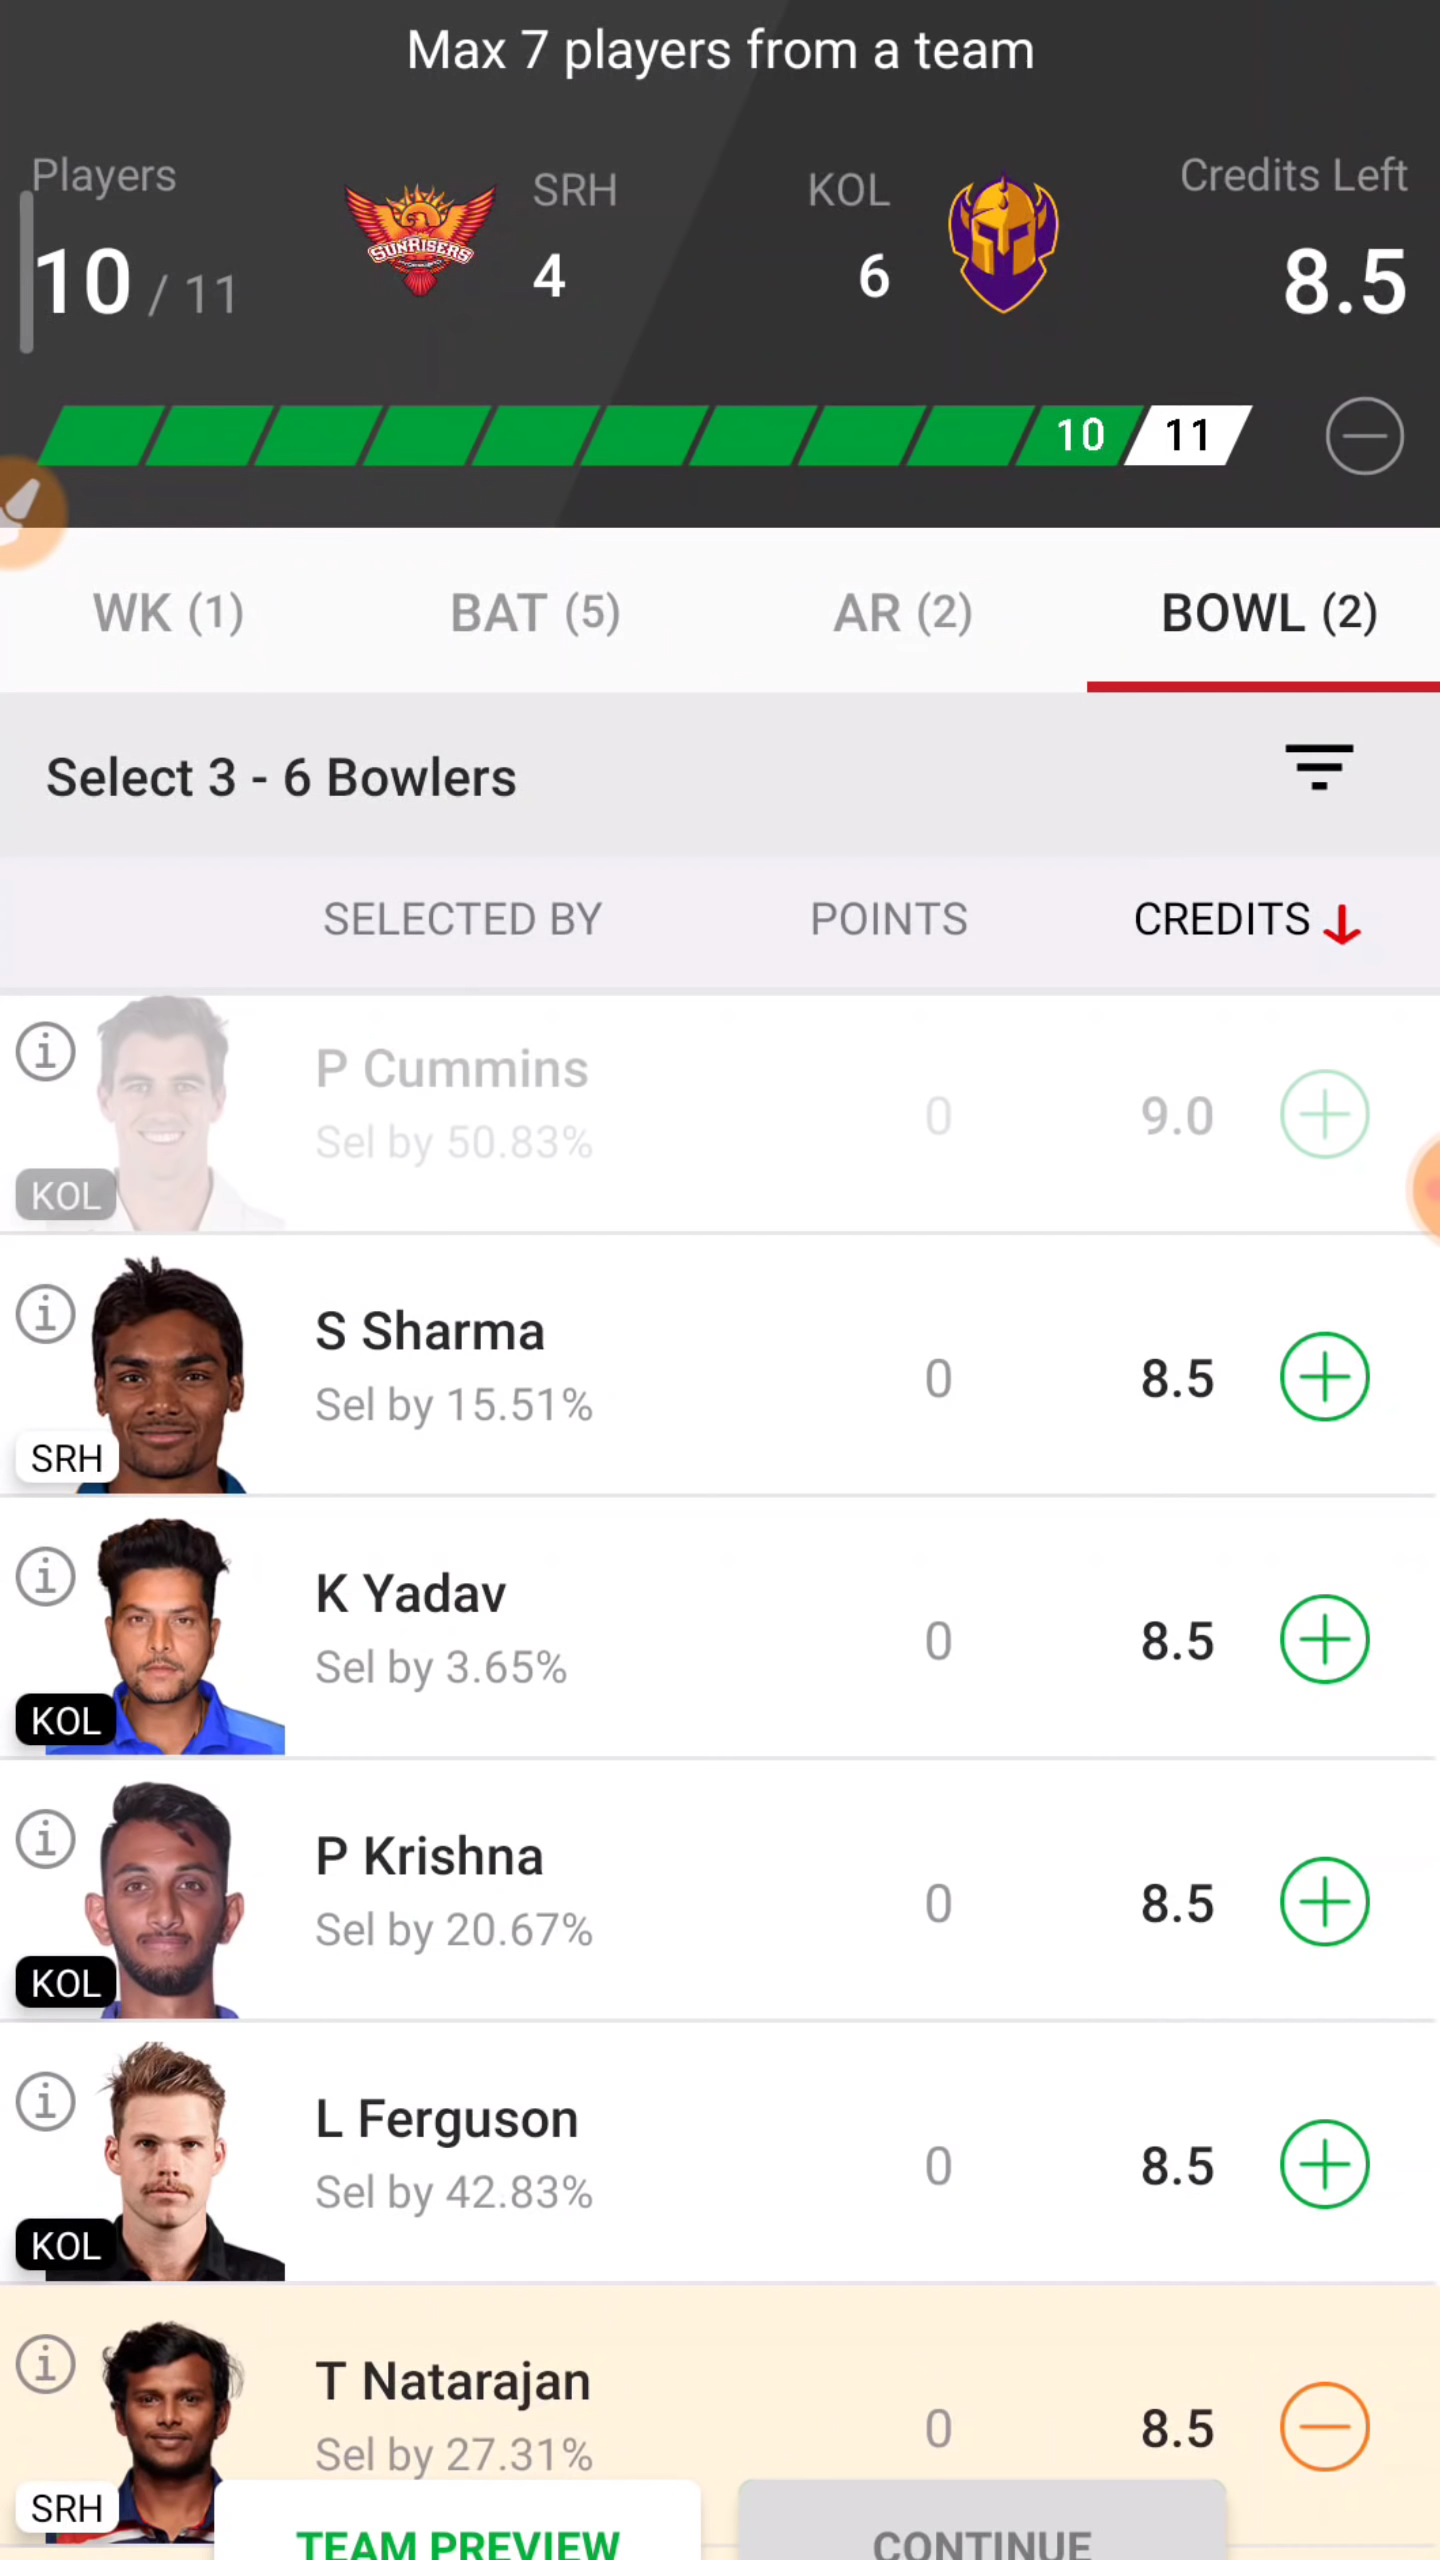 Max 7 players from a team
Players
SRH
KOL
Credits Left
SUNRISERS
10 / 11
4
6
8.5
10
11
WK (1)
BAT (5)
AR (2)
BOWL (2)
Select 3 - 6 Bowlers
SELECTED BY
POINTS
CREDITS
P Cummins
Sel by 50.83%
0
9.0
KOL
S Sharma
Sel by 15.51%
0
8.5
SRH
K Yadav
Sel by 3.65%
0
8.5
KOL
P Krishna
Sel by 20.67%
0
8.5
KOL
L Ferguson
Sel by 42.83%
0
8.5
KOL
T Natarajan
Sel by 27.31%
0
8.5
SRH
TEAM PREVIEW
CONTINUE